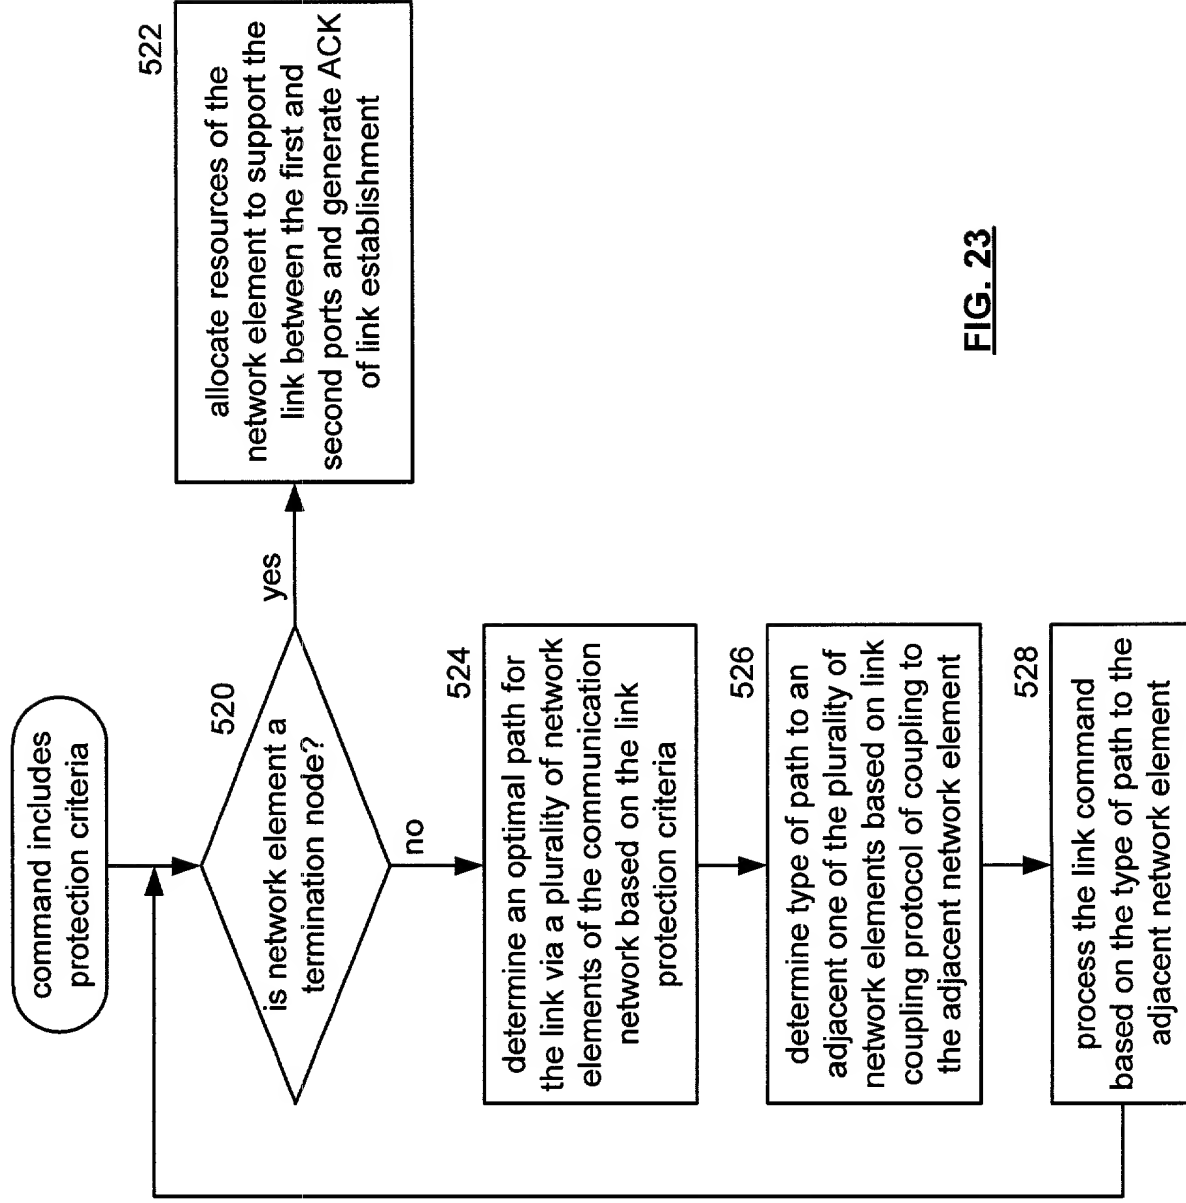 command includes
protection criteria
520
is network element a
termination node?
yes
522
allocate resources of the
network element to support the
link between the first and
second ports and generate ACK
of link establishment
no
524
determine an optimal path for
the link via a plurality of network
elements of the communication
network based on the link
protection criteria
526
determine type of path to an
adjacent one of the plurality of
network elements based on link
coupling protocol of coupling to
the adjacent network element
528
process the link command
based on the type of path to the
adjacent network element
FIG. 23